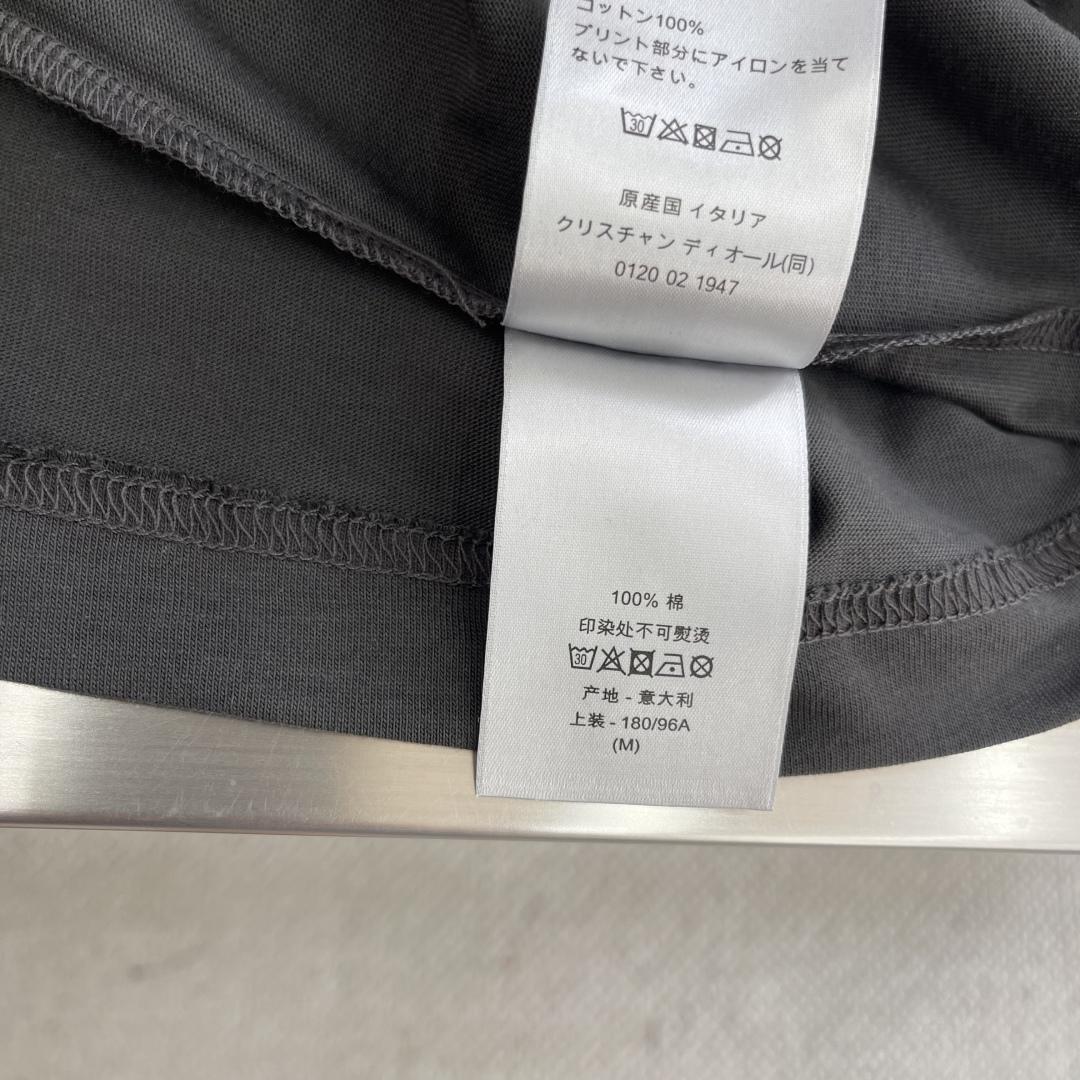 コットン100%
プリント部分にアイロンを当て
ないで下さい。
30
原産国 イタリア
クリスチャン ディオール(同)
0120 02 1947
100% 棉
印染处不可熨烫
30
产地 - 意大利
上装 - 180/96A
(M)